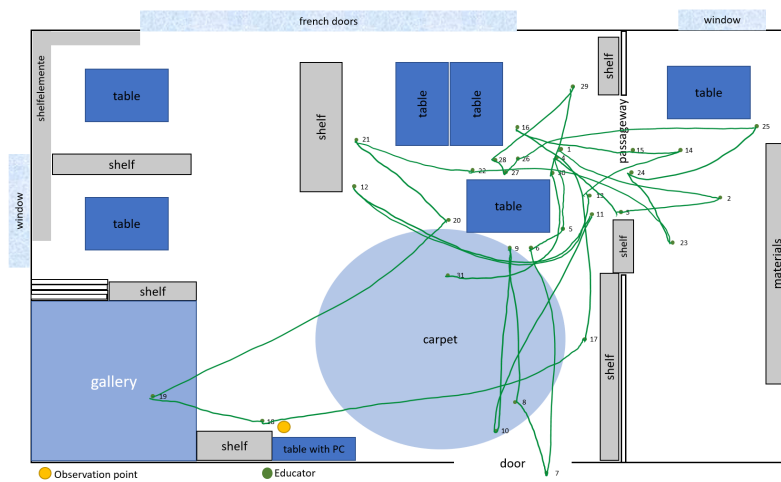 french doors
window
shelfelemente
table
shelf
table
table
shelf
passageway
table
29
16
25
21
1
15
14
28
26
4
22
27
30
24
shelf
12
13
2
table
11
3
20
table
window
5
shelf
23
9
6
materials
31
shelf
carpet
17
shelf
gallery
19
8
18
10
shelf
table with PC
door
7
Observation point
Educator